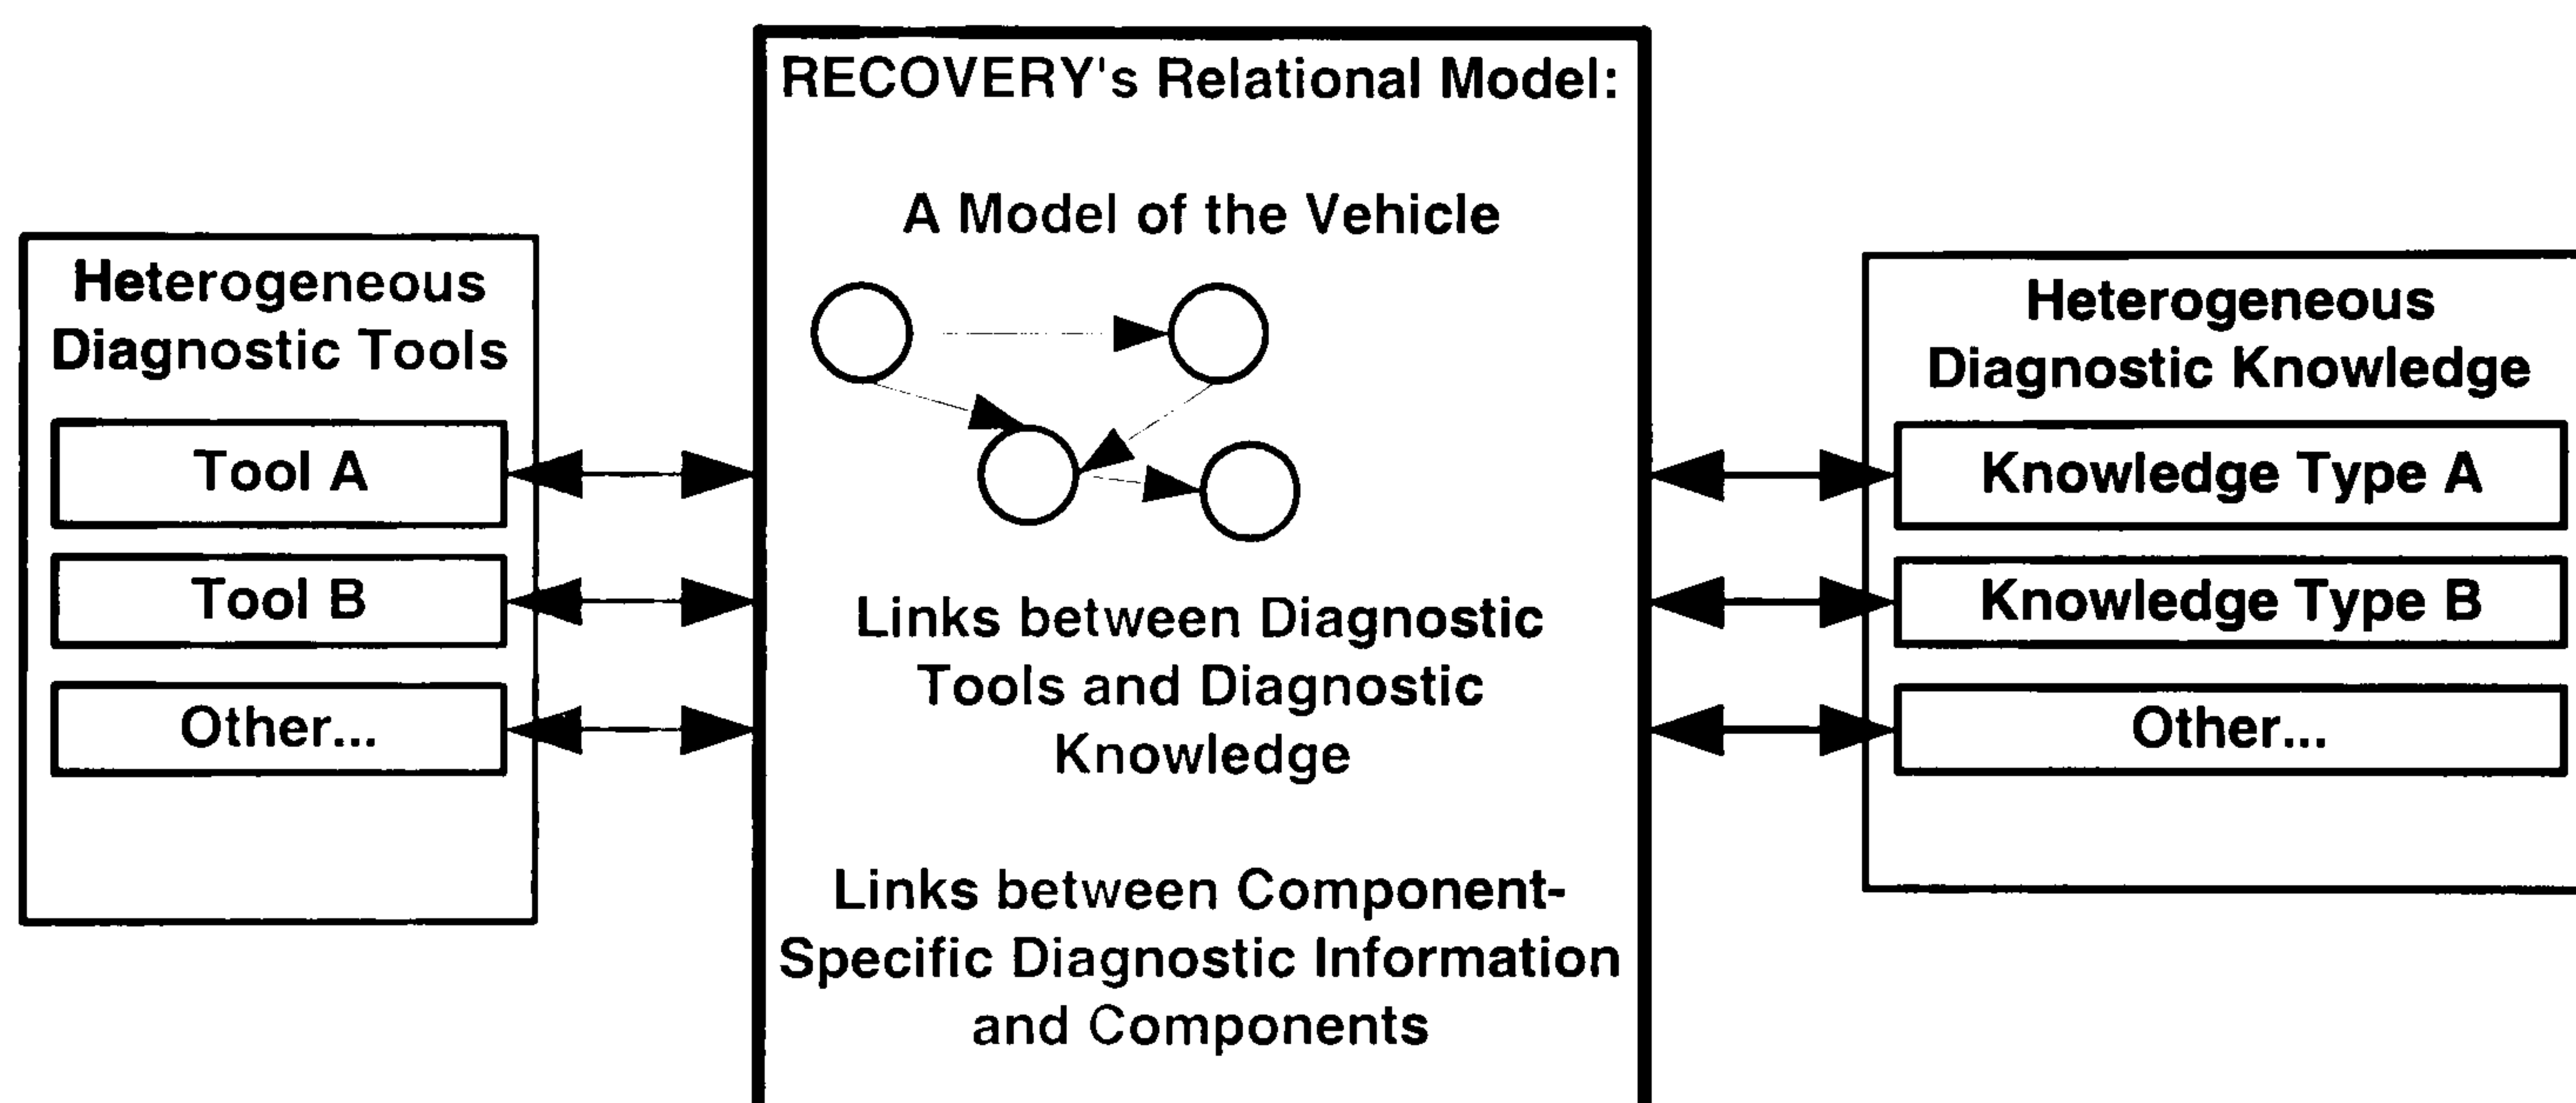 RECOVERY's Relational Model:
A Model of the Vehicle
Heterogeneous
Diagnostic Tools
Tool A
Tool B
Other...
Links between Diagnostic
Tools and Diagnostic
Knowledge
Links between Component-
Specific Diagnostic Information
and Components
Heterogeneous
Diagnostic Knowledge
Knowledge Type A
Knowledge Type B
Other...